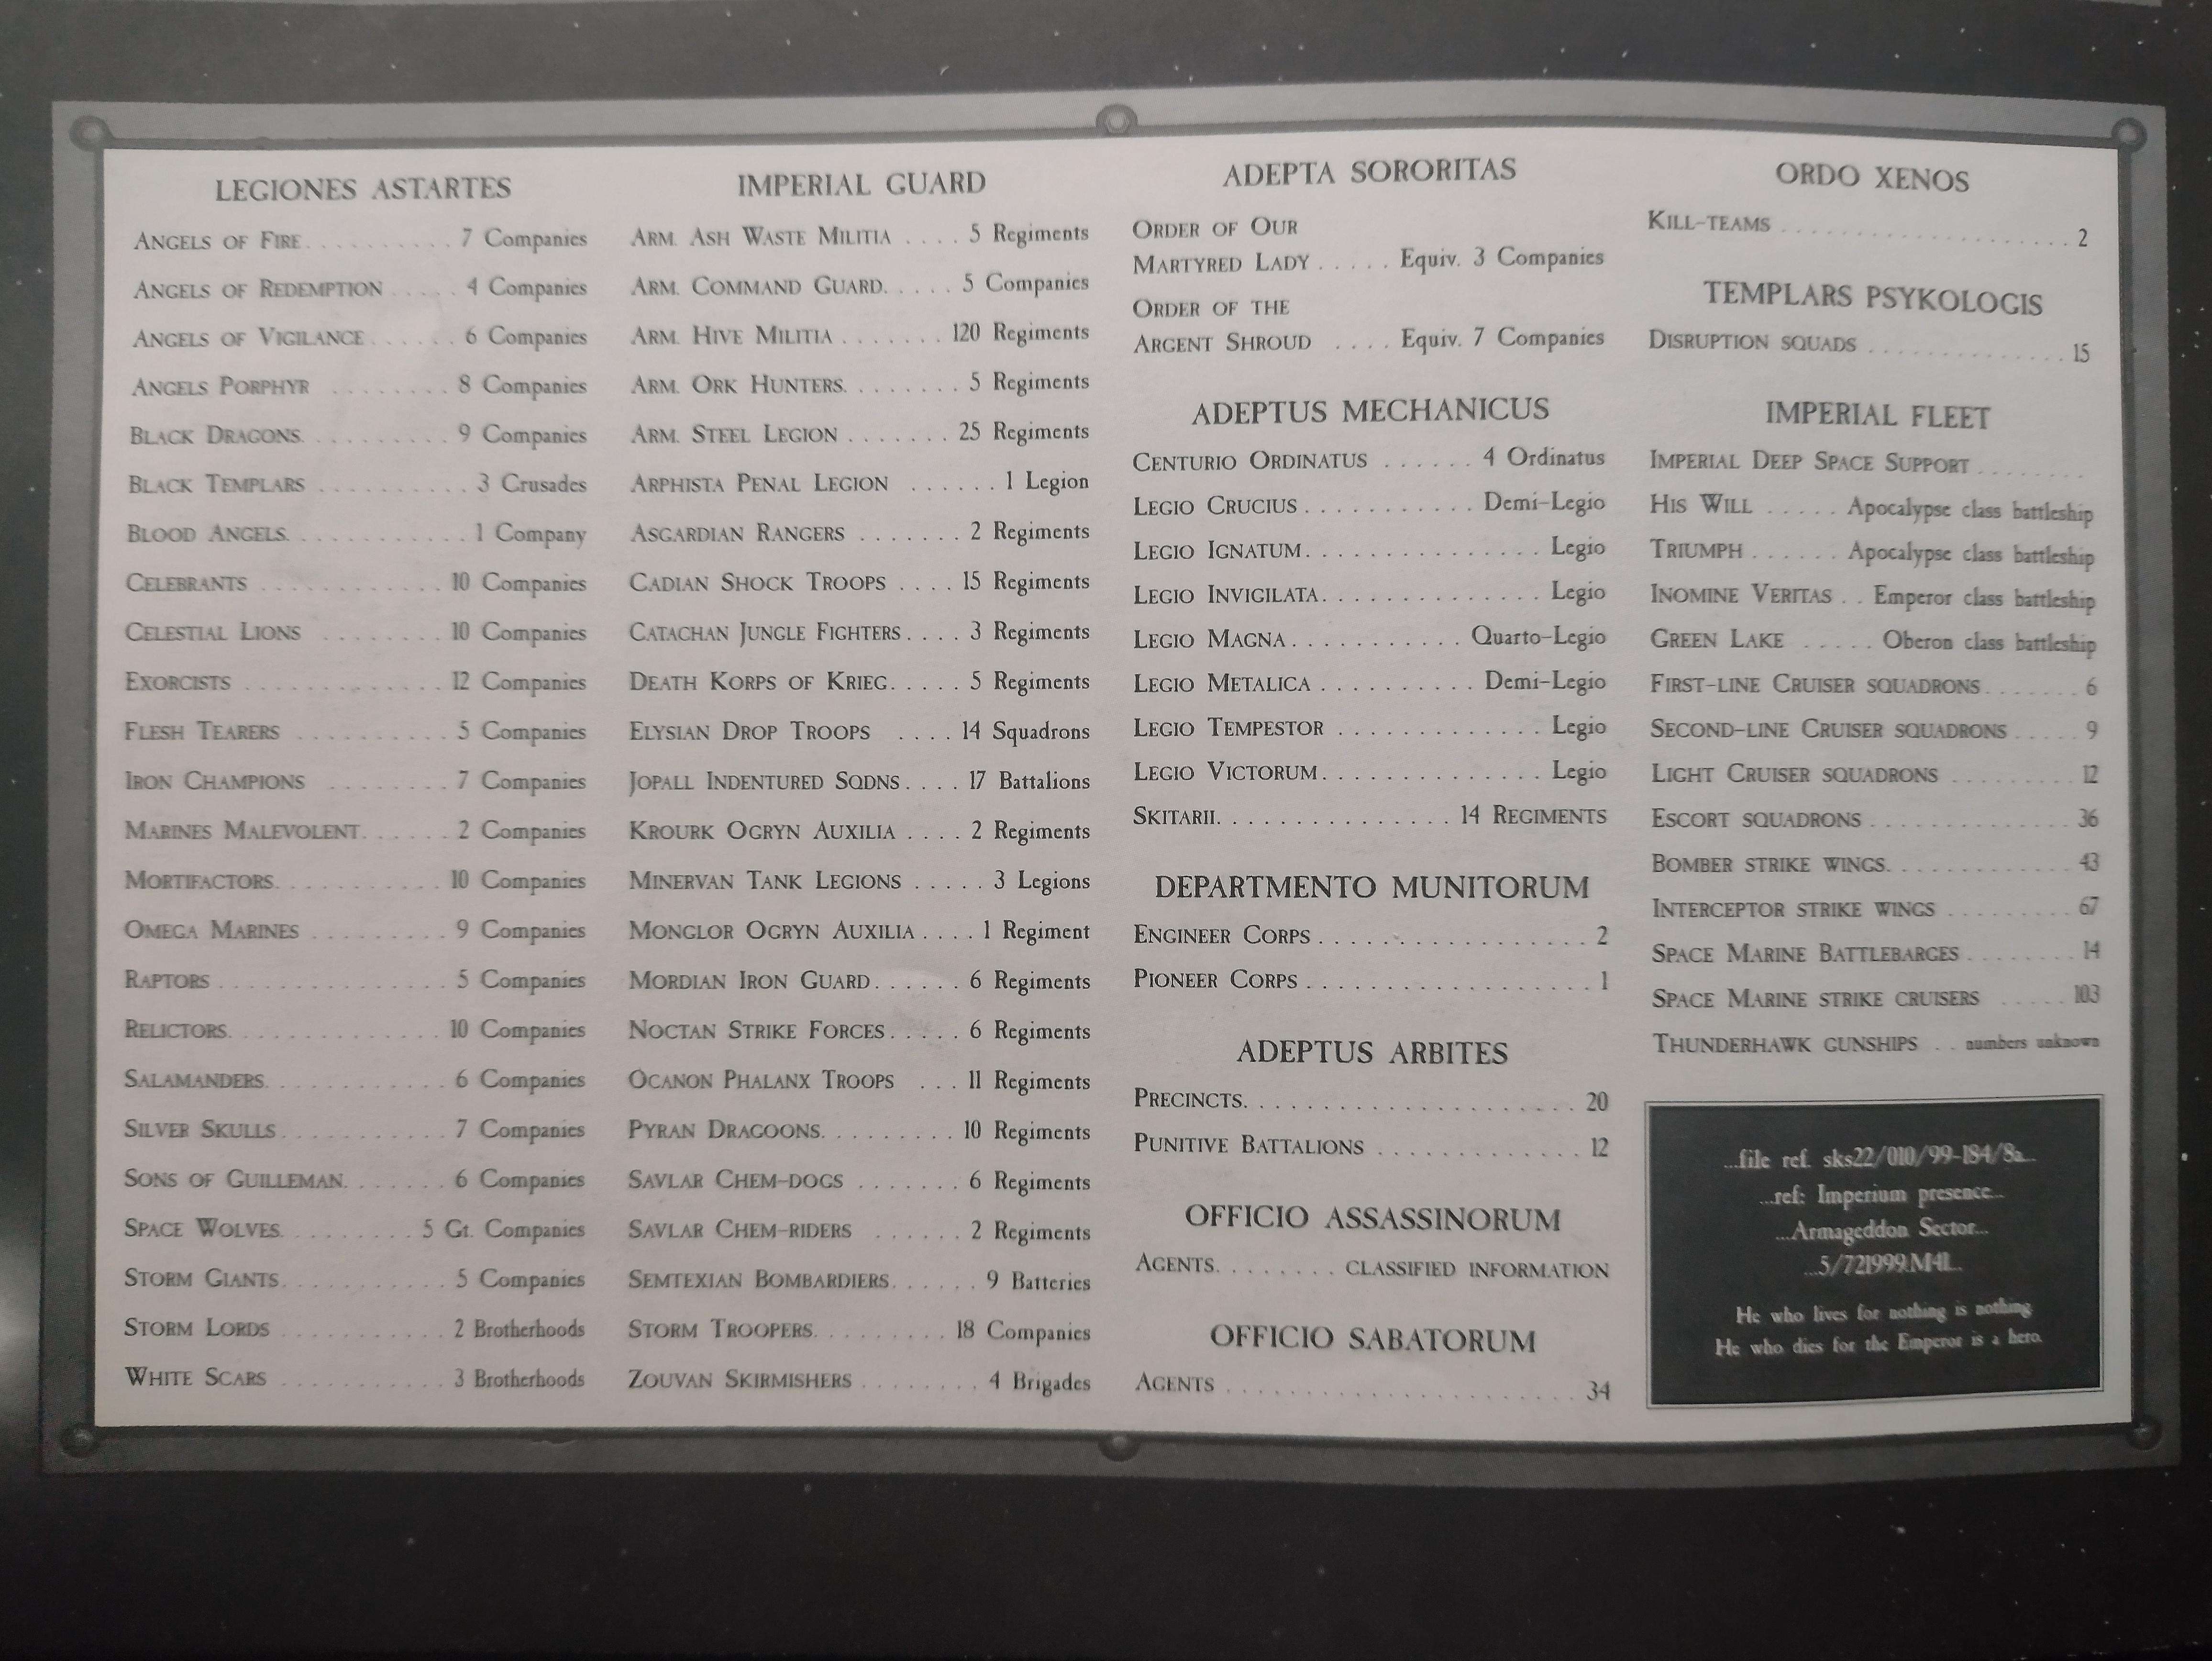 LEGIONES ASTARTES
ANGELS OF FIRE. . . . . . . . . . 7 Companies
ANGELS OF REDEMPTION . . . . . 4 Companies
ANGELS OF VIGILANCE . . . . . . 6 Companies
ANGELS PORPHYR . . . . . . . . 8 Companies
BLACK DRAGONS. . . . . . . . . . 9 Companies
BLACK TEMPLARS . . . . . . . . . . 3 Crusades
BLOOD ANGELS. . . . . . . . . . . . 1 Company
CELEBRANTS . . . . . . . . . . . . 10 Companies
CELESTIAL LIONS . . . . . . . . 10 Companies
EXORCISTS . . . . . . . . . . . . . 12 Companies
FLESH TEARERS . . . . . . . . . . 5 Companies
IRON CHAMPIONS . . . . . . . . 7 Companies
MARINES MALEVOLENT. . . . . . 2 Companies
MORTIFACTORS. . . . . . . . . . . 10 Companies
OMEGA MARINES . . . . . . . . . 9 Companies
RAPTORS . . . . . . . . . . . . . . . 5 Companies
RELICTORS. . . . . . . . . . . . . . 10 Companies
SALAMANDERS. . . . . . . . . . . . 6 Companies
SILVER SKULLS . . . . . . . . . . . 7 Companies
SONS OF GUILLEMAN. . . . . . . 6 Companies
SPACE WOLVES. . . . . . . . . 5 Gt. Companies
STORM GIANTS. . . . . . . . . . . 5 Companies
STORM LORDS . . . . . . . . . . . 2 Brotherhoods
WHITE SCARS . . . . . . . . . . . 3 Brotherhoods
IMPERIAL GUARD
ARM. ASH WASTE MILITIA . . . . 5 Regiments
ARM. COMMAND GUARD. . . . . 5 Companies
ARM. HIVE MILITIA . . . . . . . 120 Regiments
ARM. ORK HUNTERS. . . . . . . . 5 Regiments
ARM. STEEL LEGION . . . . . . . 25 Regiments
ARPHISTA PENAL LEGION . . . . . . 1 Legion
ASGARDIAN RANGERS . . . . . . . 2 Regiments
CADIAN SHOCK TROOPS . . . . 15 Regiments
CATACHAN JUNGLE FIGHTERS . . . . 3 Regiments
DEATH KORPS OF KRIEG. . . . . 5 Regiments
ELYSIAN DROP TROOPS . . . . 14 Squadrons
JOPALL INDENTURED SQDNS . . . . 17 Battalions
KROURK OGRYN AUXILIA . . . . 2 Regiments
MINERVAN TANK LEGIONS . . . . . 3 Legions
MONGLOR OGRYN AUXILIA . . . . 1 Regiment
MORDIAN IRON GUARD. . . . . . 6 Regiments
NOCTAN STRIKE FORCES. . . . . 6 Regiments
OCANON PHALANX TROOPS . . . 11 Regiments
PYRAN DRAGOONS. . . . . . . . . 10 Regiments
SAVLAR CHEM-DOGS . . . . . . . 6 Regiments
SAVLAR CHEM-RIDERS . . . . . . 2 Regiments
SEMTEXIAN BOMBARDIERS. . . . . . 9 Batteries
STORM TROOPERS. . . . . . . . . 18 Companies
ZOUVAN SKIRMISHERS . . . . . . . . 4 Brigades
ADEPTA SORORITAS
ORDER OF OUR
MARTYRED LADY . . . . . Equiv. 3 Companies
ORDER OF THE
ARGENT SHROUD . . . . Equiv. 7 Companies
ADEPTUS MECHANICUS
CENTURIO ORDINATUS . . . . . . 4 Ordinatus
LEGIO CRUCIUS . . . . . . . . . . . Demi-Legio
LEGIO IGNATUM. . . . . . . . . . . . . . . Legio
LEGIO INVIGILATA. . . . . . . . . . . . . . Legio
LEGIO MAGNA. . . . . . . . . . . Quarto-Legio
LEGIO METALICA . . . . . . . . . . Demi-Legio
LEGIO TEMPESTOR . . . . . . . . . . . . . Legio
LEGIO VICTORUM. . . . . . . . . . . . . . Legio
SKITARII. . . . . . . . . . . . . . . . 14 REGIMENTS
DEPARTMENTO MUNITORUM
ENGINEER CORPS . . . . . . . . . . . . . . . . . 2
PIONEER CORPS . . . . . . . . . . . . . . . . . . 1
ADEPTUS ARBITES
PRECINCTS. . . . . . . . . . . . . . . . . . . . . 20
PUNITIVE BATTALIONS . . . . . . . . . . . . . 12
OFFICIO ASSASSINORUM
AGENTS. . . . . . . . CLASSIFIED INFORMATION
OFFICIO SABATORUM
AGENTS . . . . . . . . . . . . . . . . . . . . . . 34
ORDO XENOS
KILL-TEAMS . . . . . . . . . . . . . . . . . . . 2
TEMPLARS PSYKOLOGIS
DISRUPTION SQUADS . . . . . . . . . . . . . 15
IMPERIAL FLEET
IMPERIAL DEEP SPACE SUPPORT . . . . . . .
HIS WILL . . . . . Apocalypse class battleship
TRIUMPH . . . . . . Apocalypse class battleship
INOMINE VERITAS . . Emperor class battleship
GREEN LAKE . . . . . Oberon class battleship
FIRST-LINE CRUISER SQUADRONS . . . . . . . 6
SECOND-LINE CRUISER SQUADRONS . . . . . 9
LIGHT CRUISER SQUADRONS . . . . . . . . . 12
ESCORT SQUADRONS . . . . . . . . . . . . . 36
BOMBER STRIKE WINGS. . . . . . . . . . . . 43
INTERCEPTOR STRIKE WINGS . . . . . . . . . 67
SPACE MARINE BATTLEBARGES . . . . . . . . 14
SPACE MARINE STRIKE CRUISERS . . . . . 103
THUNDERHAWK GUNSHIPS . . numbers unknown
...file ref. sks22/010/99-184/8a...
...ref: Imperium presence...
...Armageddon Sector...
...5/721999.M41...
He who lives for nothing is nothing
He who dies for the Emperor is a hero.